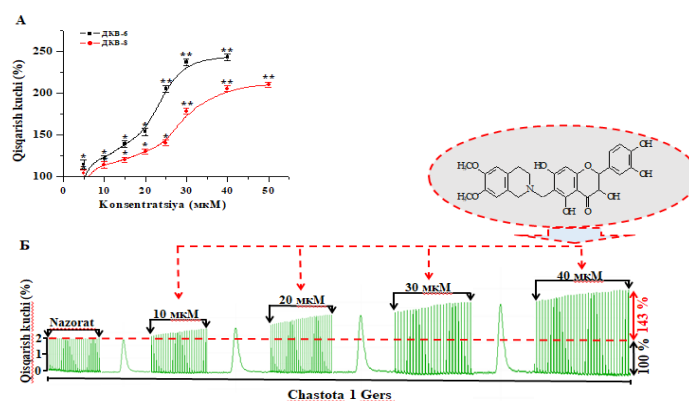 А
ДКВ-6
ДКВ-8
Qisqarish kuchi (%)
250
200
150
100
0
10
20
30
40
50
Konsentratsiya (мкМ)
* * * * ** ** **
* * * * * ** ** **
CH₃O
CH₃O
N
HO
OH
O
O
OH
OH
OH
Б
Qisqarish kuchi (%)
2
1
0
Nazorat
10 мкМ
20 мкМ
30 мкМ
40 мкМ
100 %
143 %
Chastota 1 Gers